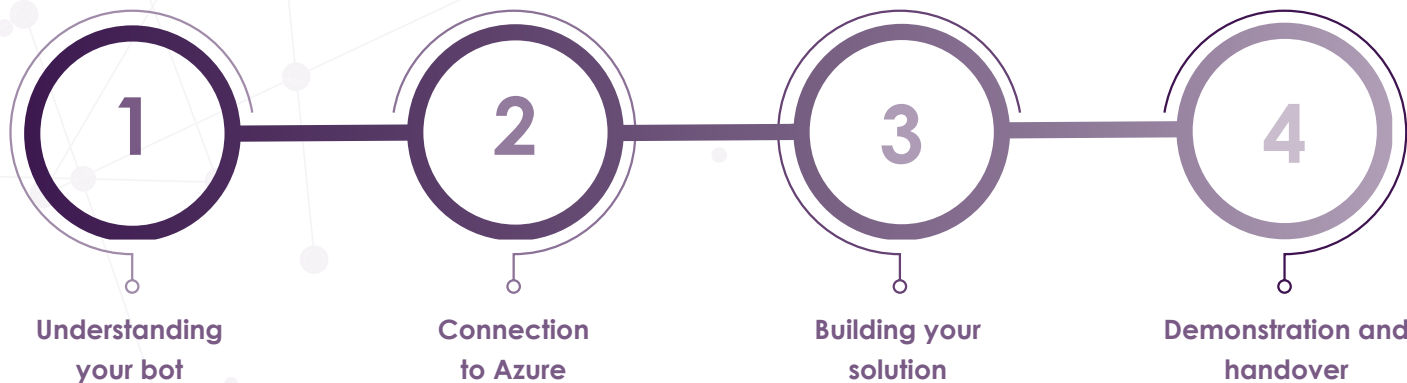 1
2
3
4
Understanding
your bot
Connection
to Azure
Building your
solution
Demonstration and
handover